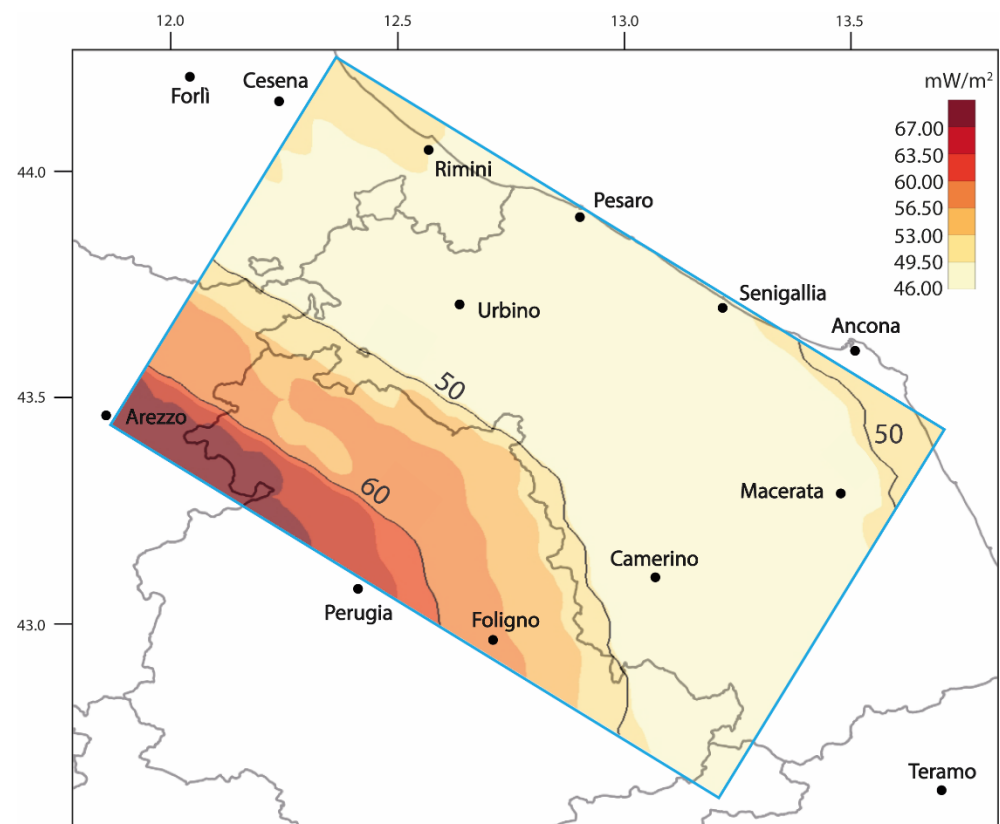 12.0 12.5 13.0 13.5
mW/m²
Cesena
Forlì
67.00
63.50
60.00
56.50
53.00
49.50
46.00
44.0
Rimini
Pesaro
Senigallia
Urbino
Ancona
50
43.5
Arezzo
50
60
Macerata
Camerino
Perugia
Foligno
43.0
Teramo